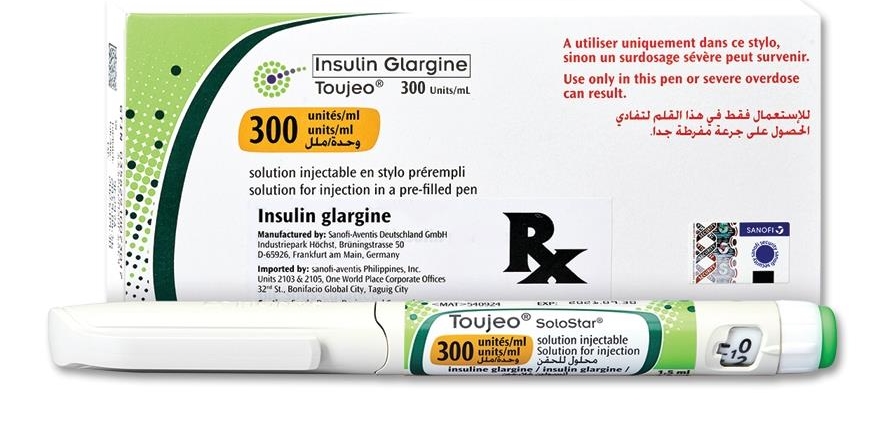 Insulin Glargine
Toujeo® 300 Units/mL
300 unités/ml
units/ml
وحدة/ملل
solution injectable en stylo prérempli
solution for injection in a pre-filled pen
Insulin glargine
Manufactured by: Sanofi-Aventis Deutschland GmbH
Industriepark Höchst, Brüningstrasse 50
D-65926, Frankfurt am Main, Germany
Imported by: sanofi-aventis Philippines, Inc.
Units 2103 & 2105, One World Place Corporate Offices
32nd St., Bonifacio Global City, Taguig City
Rx
A utiliser uniquement dans ce stylo,
sinon un surdosage sévère peut survenir.
Use only in this pen or severe overdose
can result.
للإستعمال فقط في هذا القلم لتفادي
الحصول على جرعة مفرطة جدا.
SANOFI
<MAT>540924 EXP:
Toujeo® SoloStar®
300 unités/ml
units/ml
وحدة/ملل
solution injectable
Solution for injection
محلول للحقن
insuline glargine / insulin glargine /
1.5 ml
0